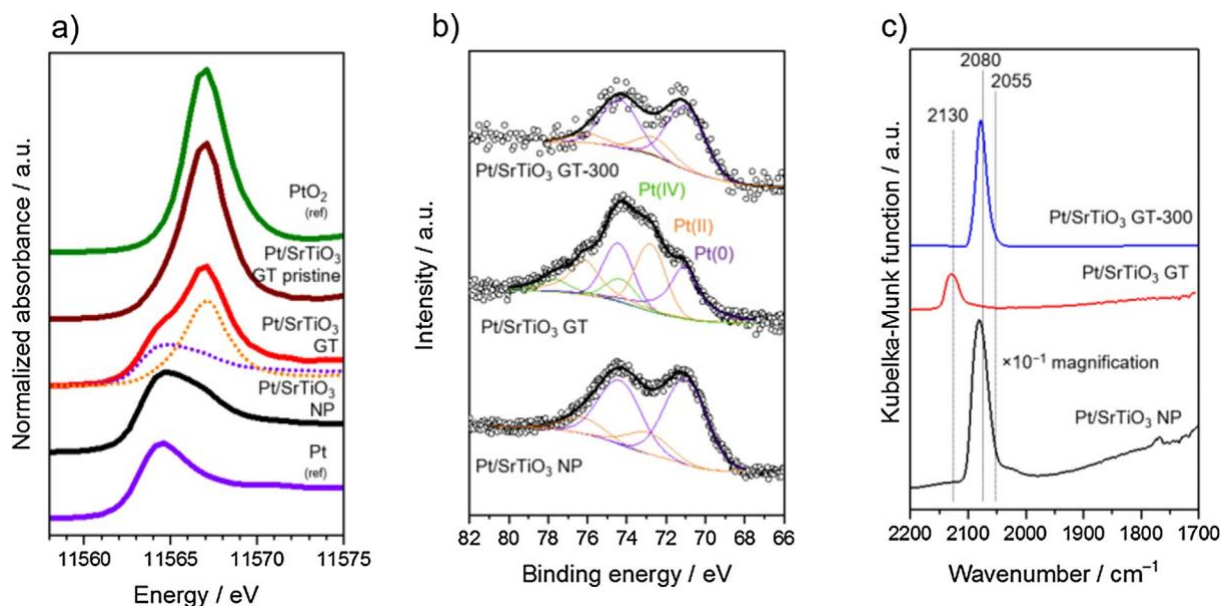 a)
Normalized absorbance / a.u.
PtO₂
(ref)
Pt/SrTiO₃
GT pristine
Pt/SrTiO₃
GT
Pt/SrTiO₃
NP
Pt
(ref)
11560 11565 11570 11575
Energy / eV
b)
Intensity / a.u.
Pt/SrTiO₃ GT-300
Pt(IV)
Pt(II)
Pt(0)
Pt/SrTiO₃ GT
Pt/SrTiO₃ NP
82 80 78 76 74 72 70 68 66
Binding energy / eV
c)
Kubelka-Munk function / a.u.
2080
2055
2130
Pt/SrTiO₃ GT-300
Pt/SrTiO₃ GT
×10⁻¹ magnification
Pt/SrTiO₃ NP
2200 2100 2000 1900 1800 1700
Wavenumber / cm⁻¹